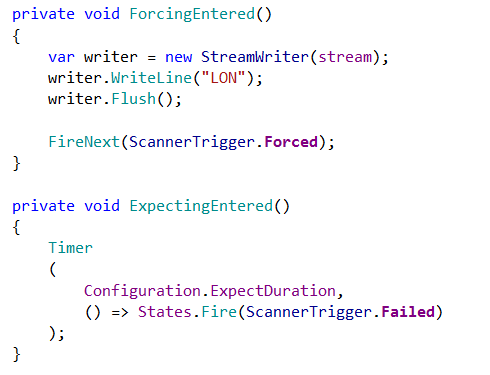 private void ForcingEntered()
{
    var writer = new StreamWriter(stream);
    writer.WriteLine("LON");
    writer.Flush();

    FireNext(ScannerTrigger.Forced);
}

private void ExpectingEntered()
{
    Timer
    (
        Configuration.ExpectDuration,
        () => States.Fire(ScannerTrigger.Failed)
    );
}